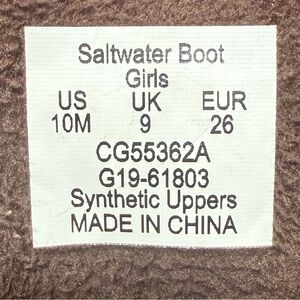 Saltwater Boot
Girls
US UK EUR
10M 9 26
CG55362A
G19-61803
Synthetic Uppers
MADE IN CHINA